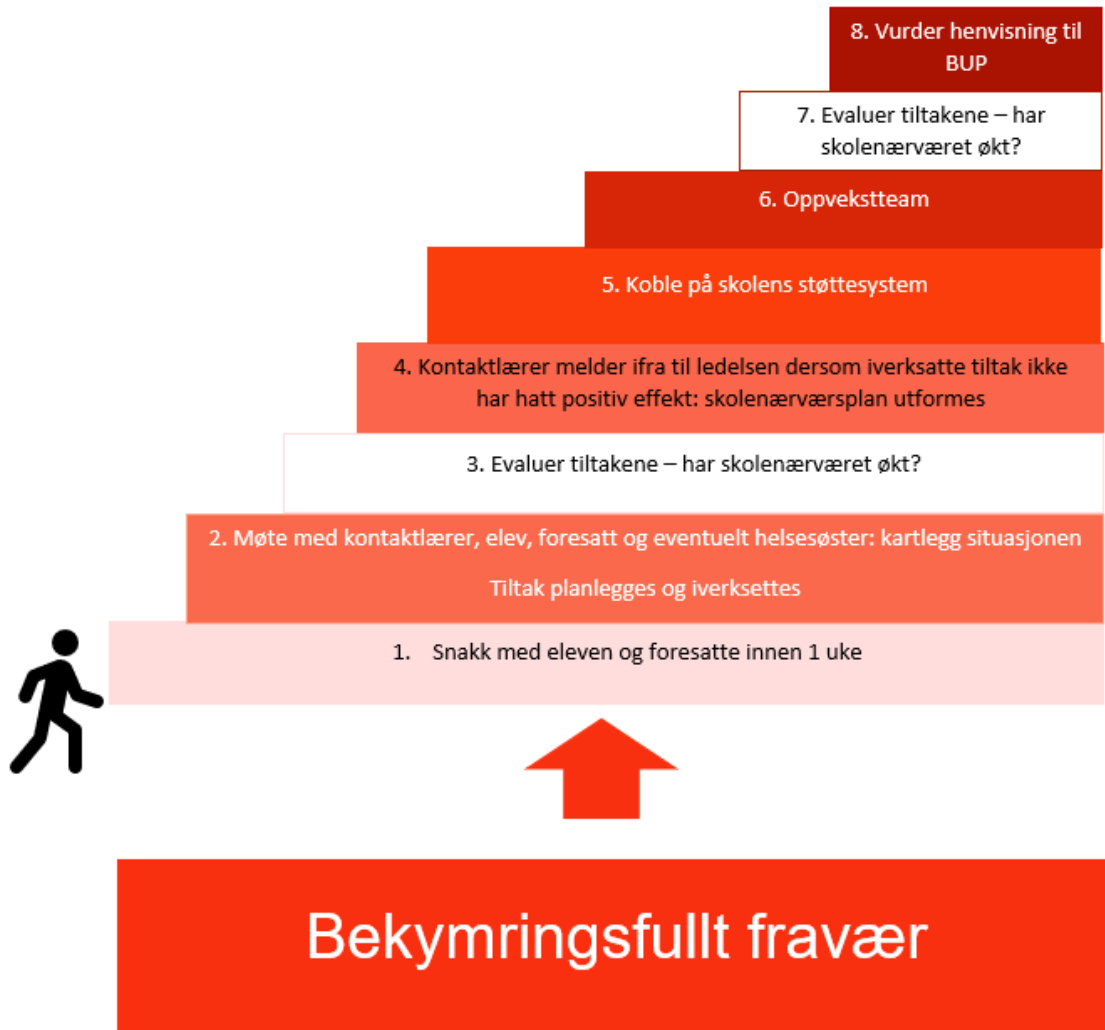 8. Vurder henvisning til
BUP
7. Evaluer tiltakene – har
skolenærværet økt?
6. Oppvekstteam
5. Koble på skolens støttesystem
4. Kontaktlærer melder ifra til ledelsen dersom iverksatte tiltak ikke
har hatt positiv effekt: skolenærværsplan utformes
3. Evaluer tiltakene – har skolenærværet økt?
2. Møte med kontaktlærer, elev, foresatt og eventuelt helsesøster: kartlegg situasjonen
Tiltak planlegges og iverksettes
1. Snakk med eleven og foresatte innen 1 uke
Bekymringsfullt fravær